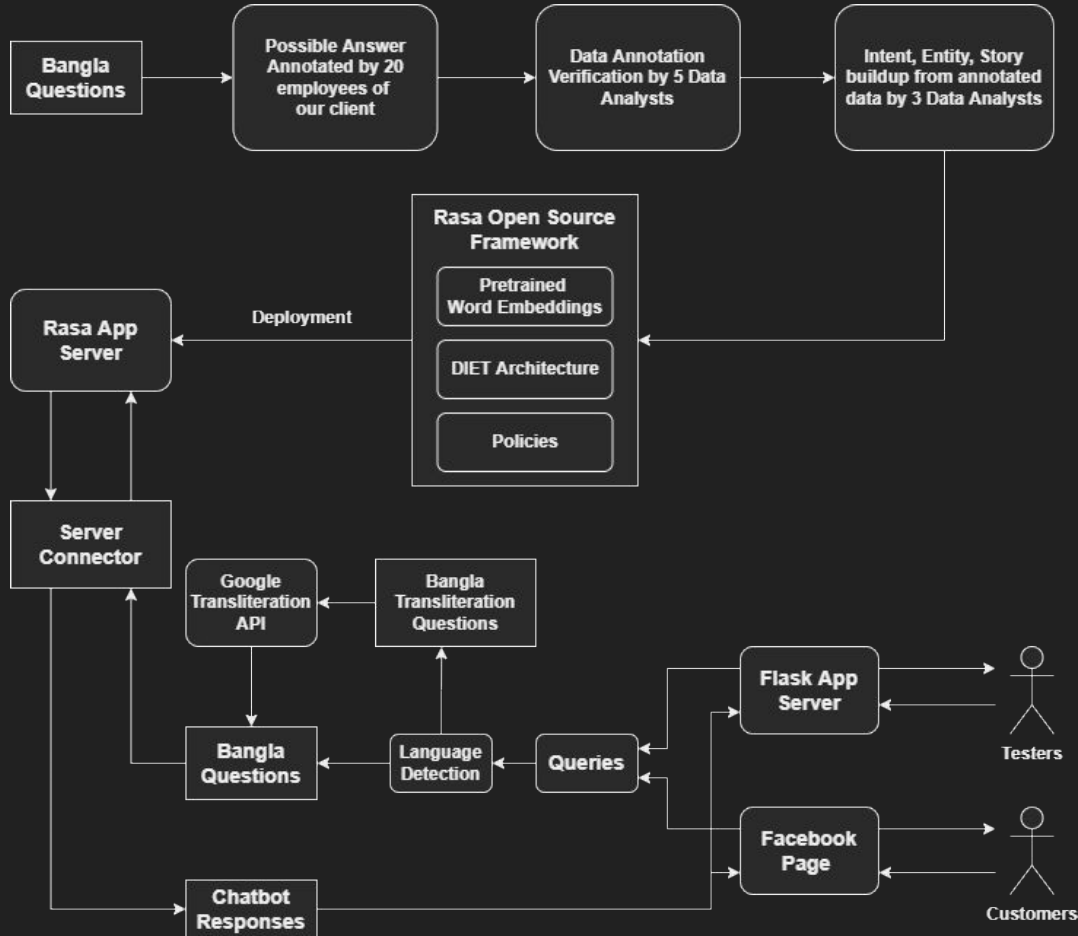 Bangla
Questions
Possible Answer
Annotated by 20
employees of
our client
Data Annotation
Verification by 5 Data
Analysts
Intent, Entity, Story
buildup from annotated
data by 3 Data Analysts
Rasa Open Source
Framework
Pretrained
Word Embeddings
DIET Architecture
Policies
Deployment
Rasa App
Server
Server
Connector
Google
Transliteration
API
Bangla
Transliteration
Questions
Bangla
Questions
Language
Detection
Queries
Flask App
Server
Testers
Facebook
Page
Customers
Chatbot
Responses